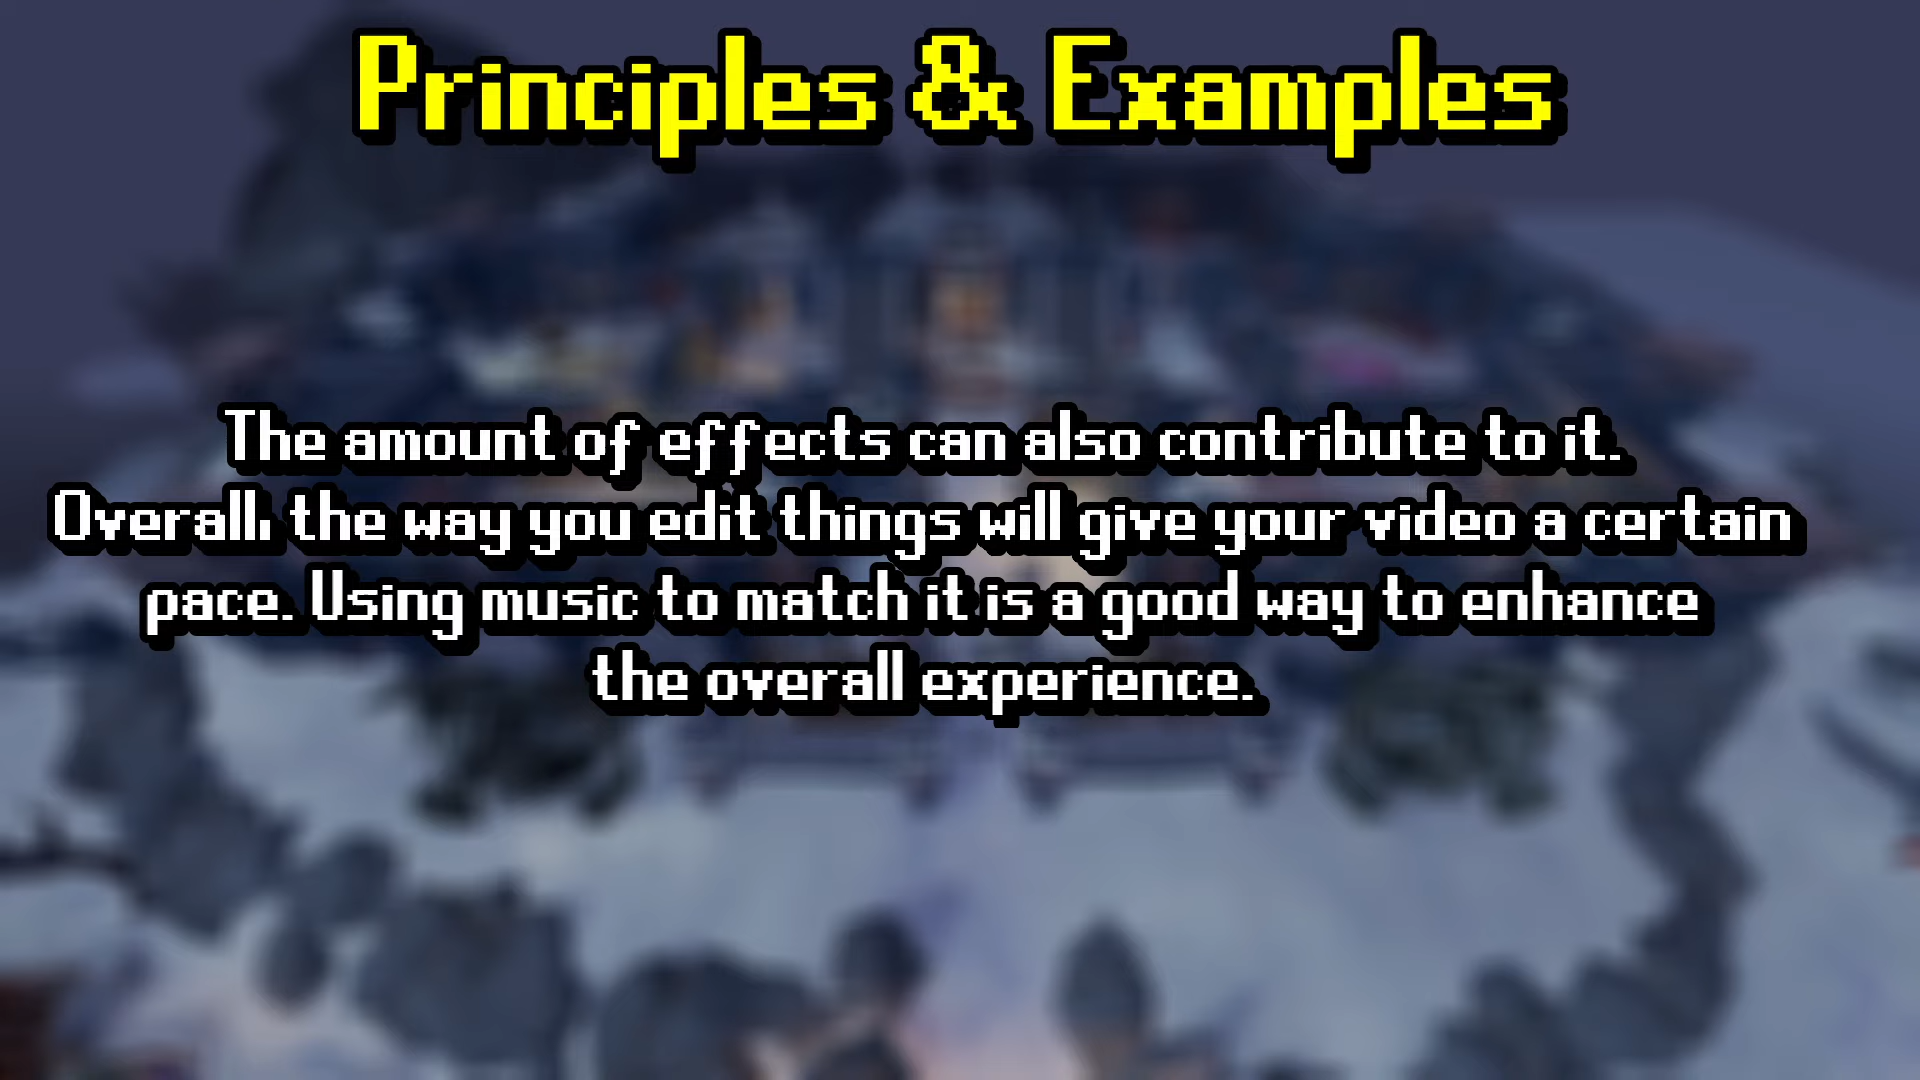 Principles & Examples
The amount of effects can also contribute to it.
Overall, the way you edit things will give your video a certain
pace. Using music to match it is a good way to enhance
the overall experience.